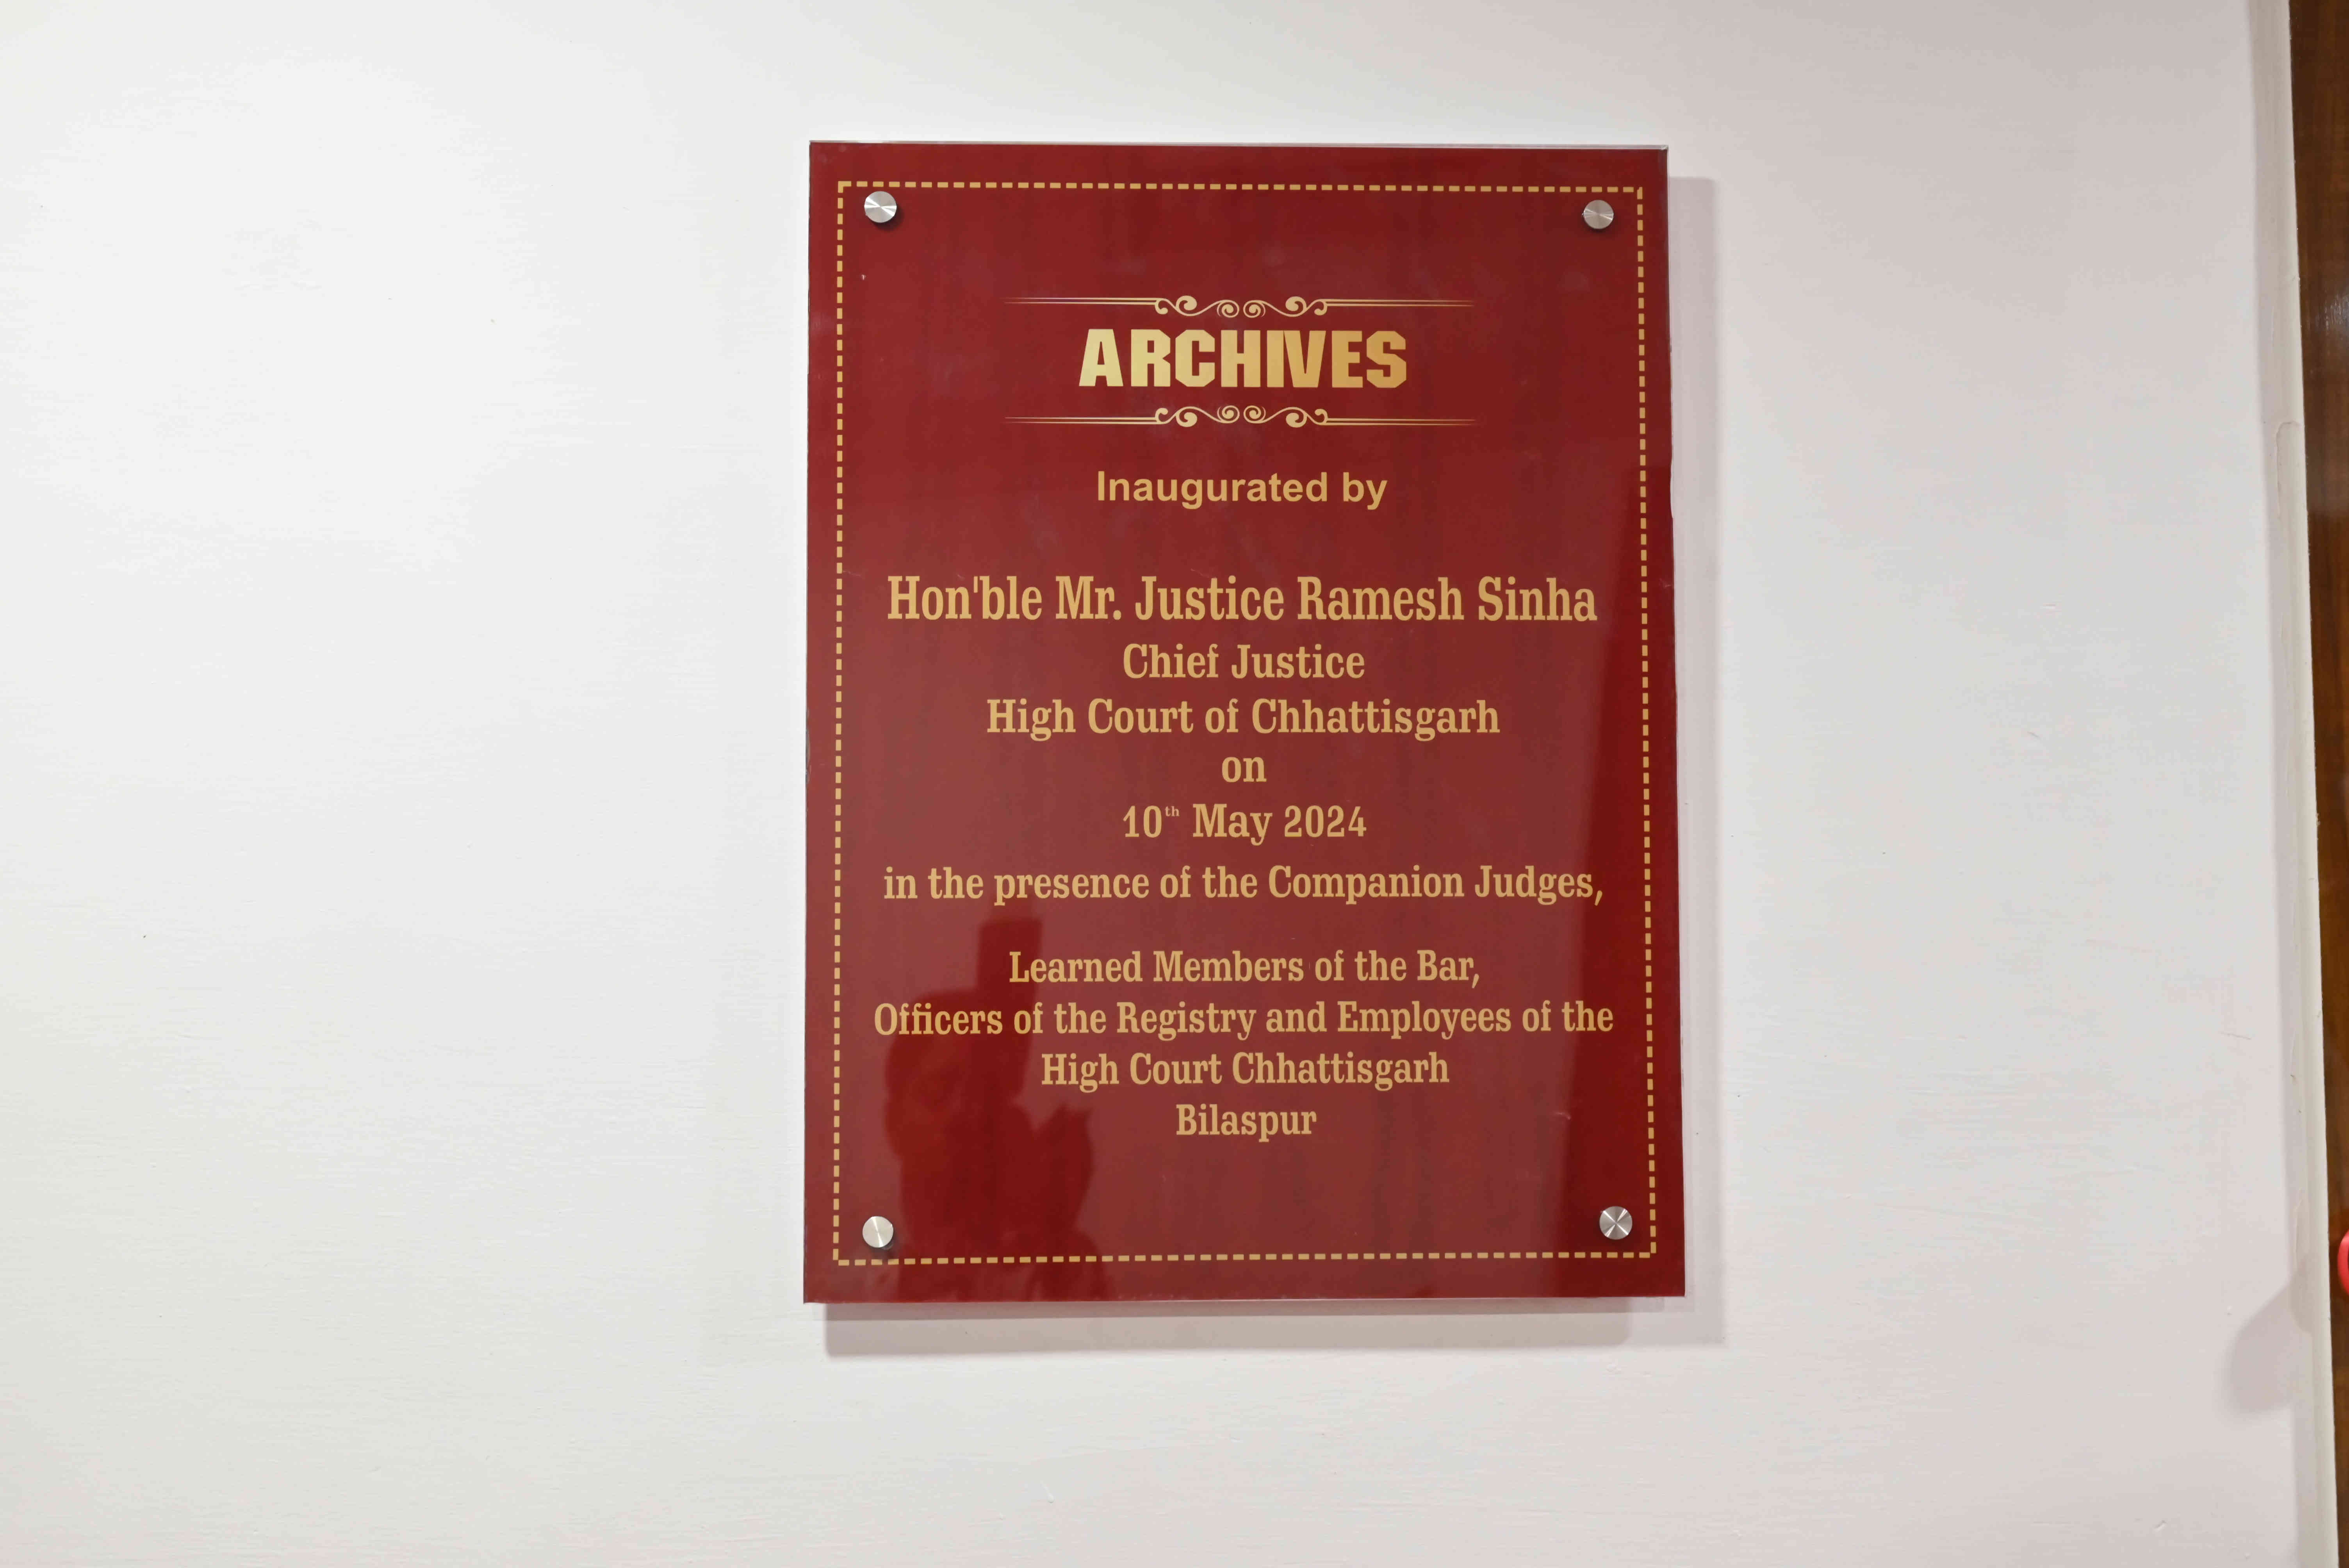 ARCHIVES
Inaugurated by
Hon'ble Mr. Justice Ramesh Sinha
Chief Justice
High Court of Chhattisgarh
on
10th May 2024
in the presence of the Companion Judges,
Learned Members of the Bar,
Officers of the Registry and Employees of the
High Court Chhattisgarh
Bilaspur